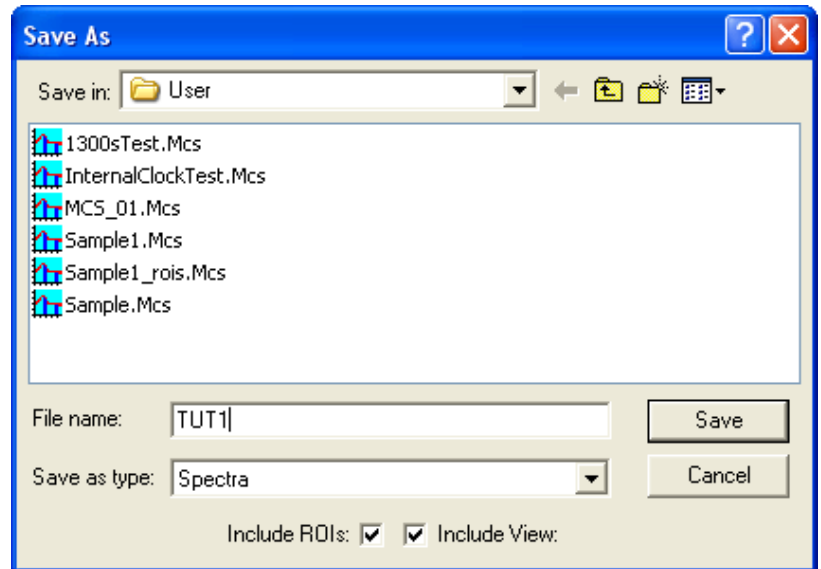 Save As
Save in: User
1300sTest.Mcs
InternalClockTest.Mcs
MCS_01.Mcs
Sample1.Mcs
Sample1_rois.Mcs
Sample.Mcs
File name: TUT1 Save
Save as type: Spectra Cancel
Include ROIs: Include View: